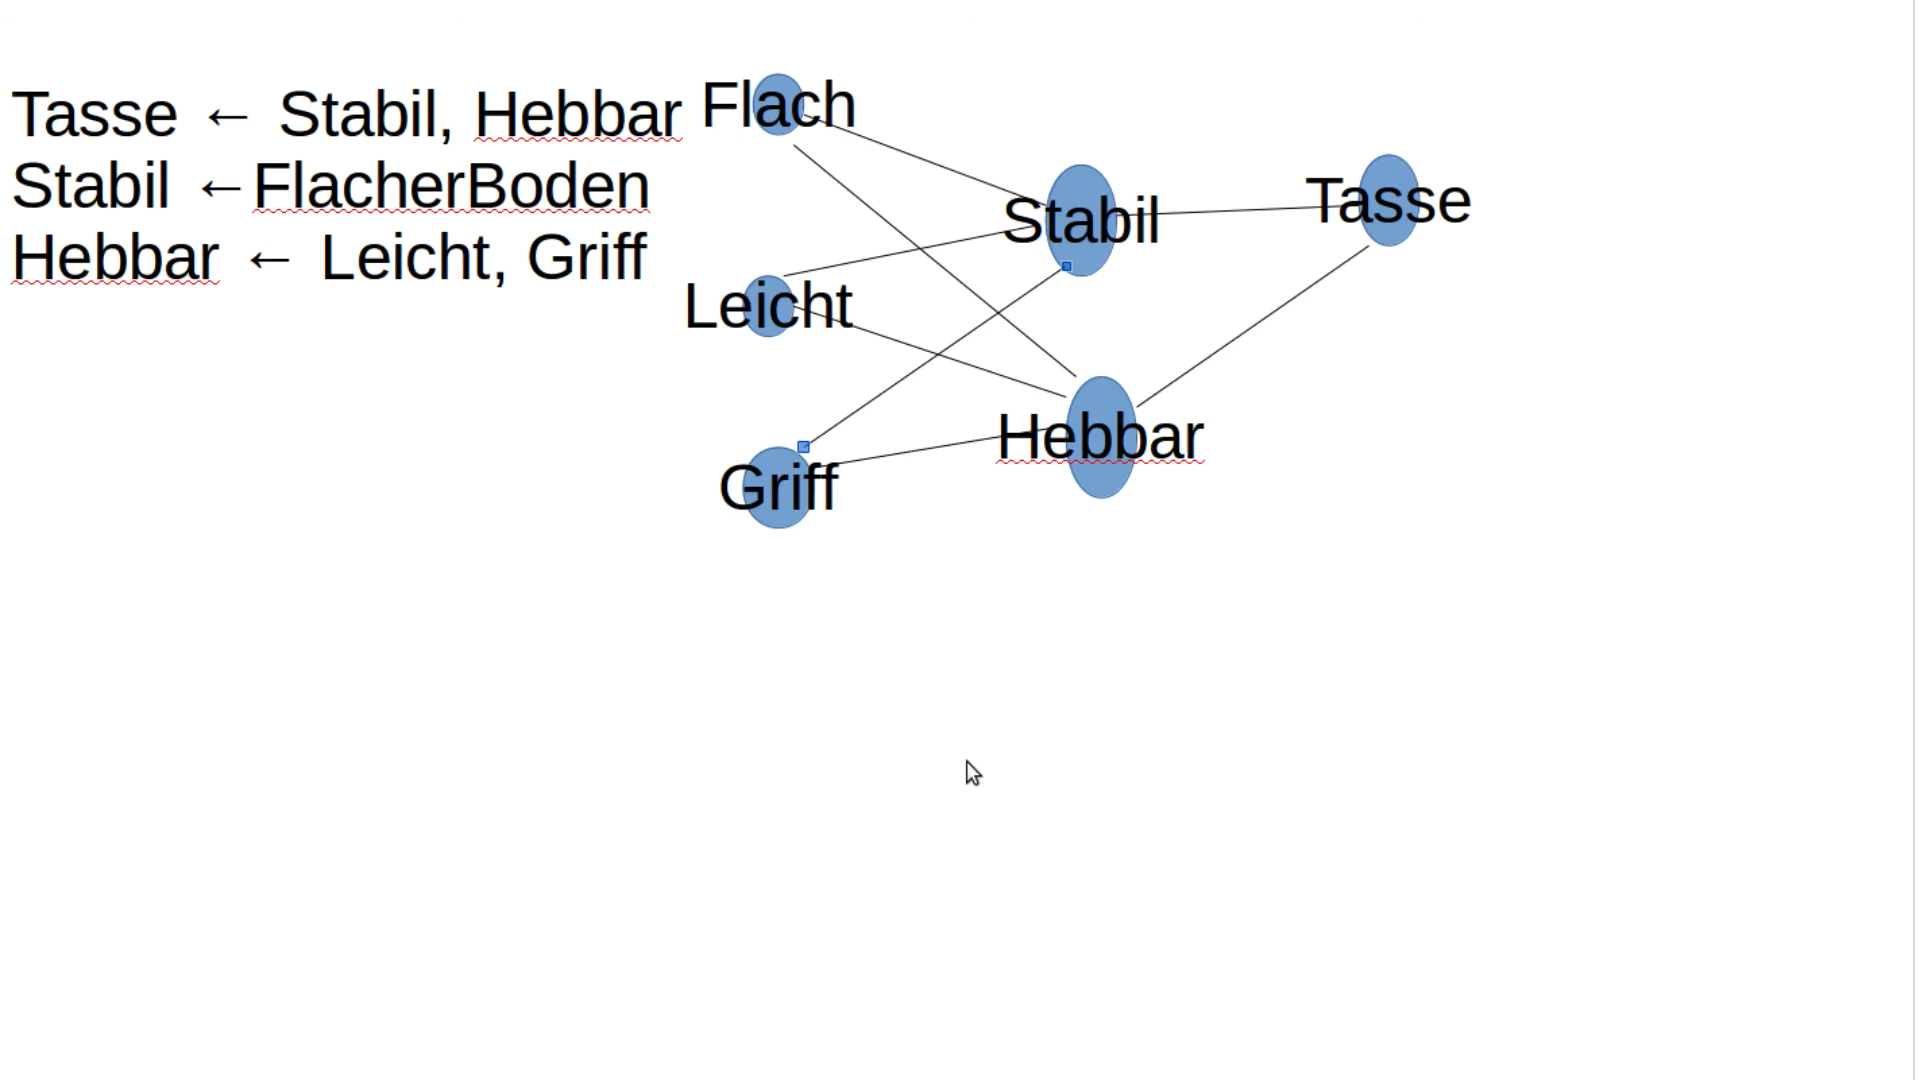 Tasse ← Stabil, Hebbar
Stabil ←FlacherBoden
Hebbar ← Leicht, Griff
Flach
Stabil
Tasse
Leicht
Hebbar
Griff